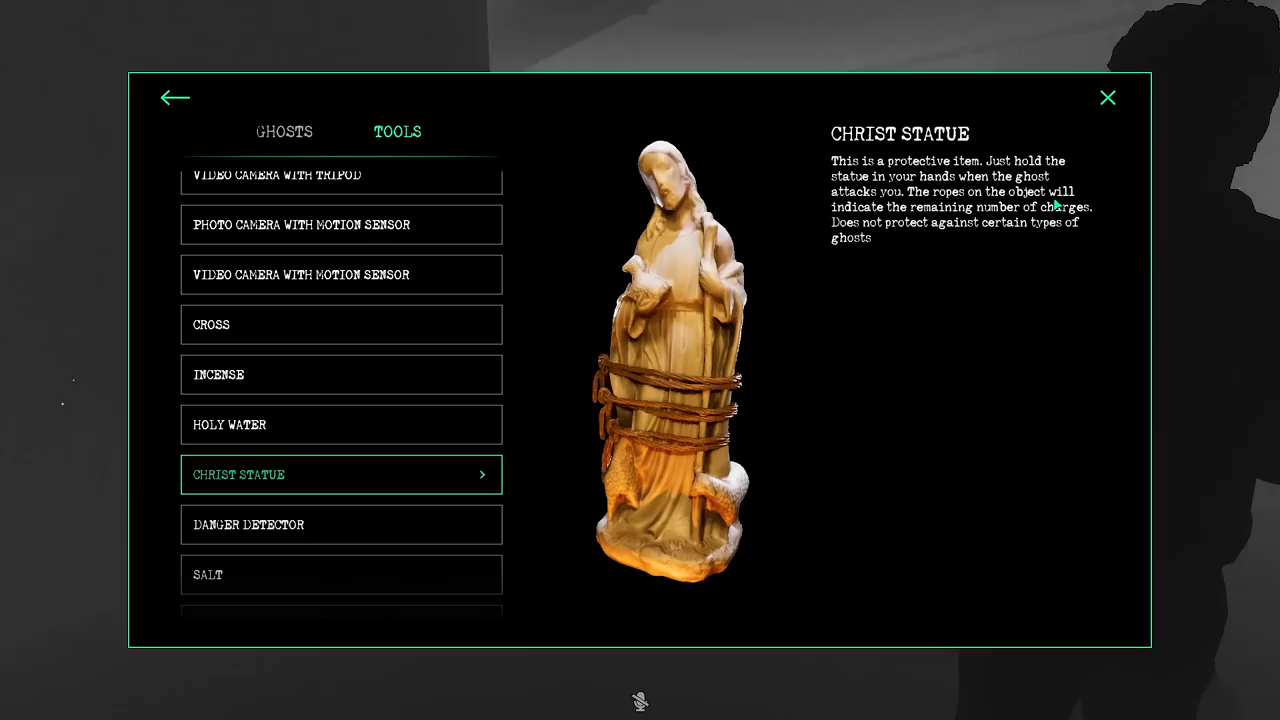 GHOSTS
TOOLS
VIDEO CAMERA WITH TRIPOD
PHOTO CAMERA WITH MOTION SENSOR
VIDEO CAMERA WITH MOTION SENSOR
CROSS
INCENSE
HOLY WATER
CHRIST STATUE
DANGER DETECTOR
SALT
CHRIST STATUE
This is a protective item. Just hold the
statue in your hands when the ghost
attacks you. The ropes on the object will
indicate the remaining number of charges.
Does not protect against certain types of
ghosts